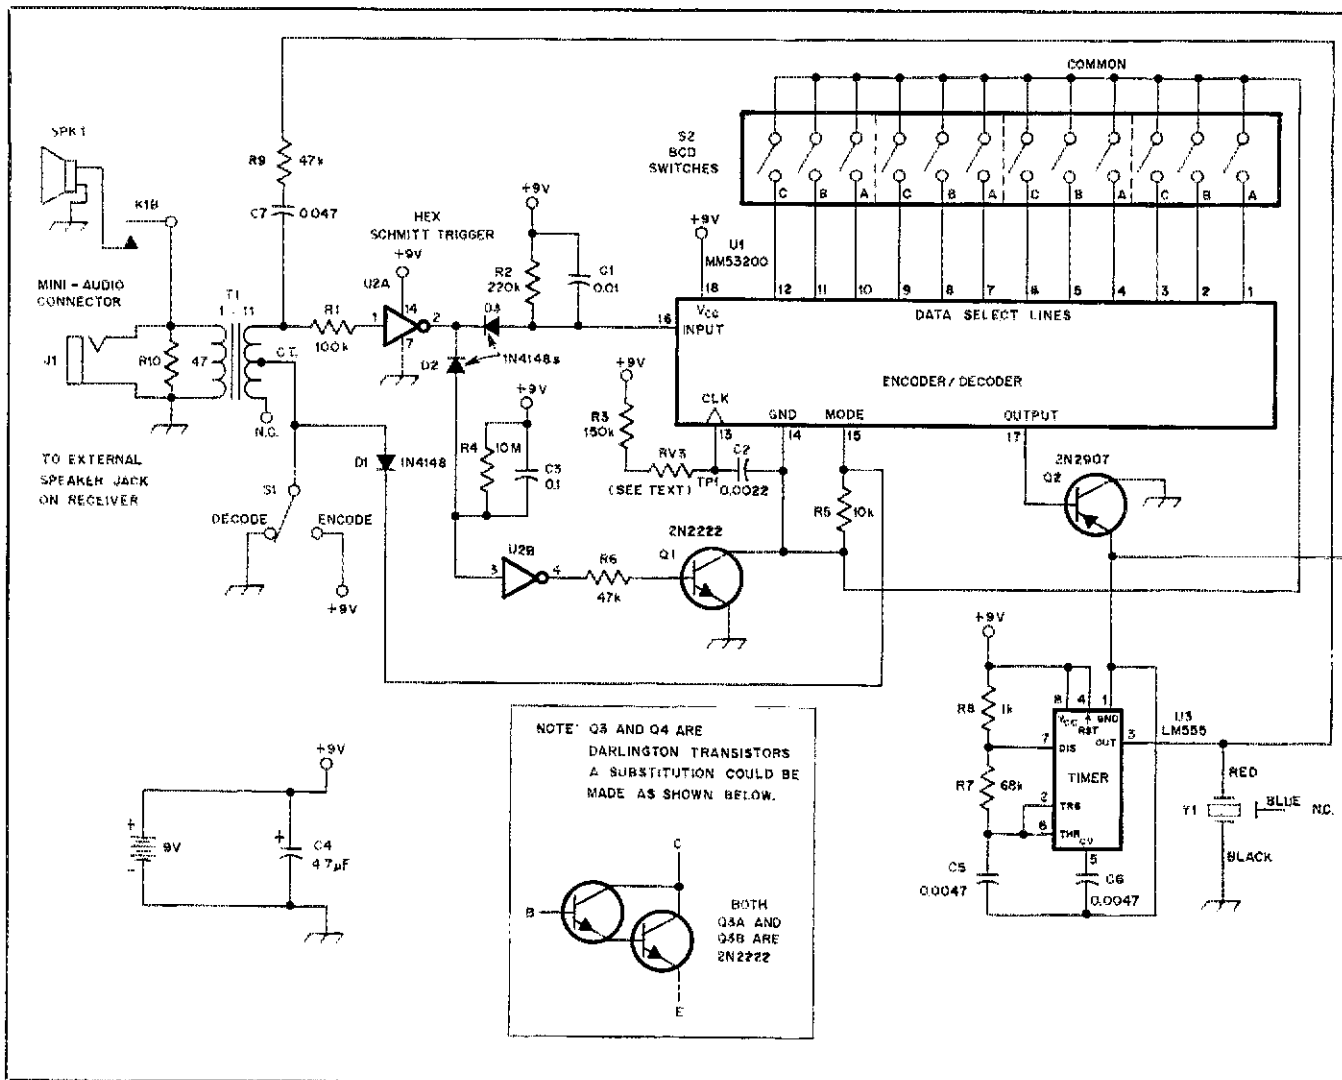 COMMON
SPK1
R9
47k
S2
BCD
SWITCHES
C
B
A
C
B
A
C
B
A
C
B
A
K1B
C7
0.047
+9V
HEX
SCHMITT TRIGGER
+9V
+9V
U1
MM53200
MINI-AUDIO
CONNECTOR
T1
1 : 11
U2A
R2
220k
C1
0.01
18
12
11
10
9
8
7
6
5
4
3
2
1
J1
R10
47
C.T.
R1
100k
1
14
2
7
16
VCC
INPUT
DATA SELECT LINES
D2
1N4148s
+9V
ENCODER/DECODER
N.C.
+9V
R3
150k
CLK
GND
MODE
OUTPUT
13
14
15
17
TO EXTERNAL
SPEAKER JACK
ON RECEIVER
D1
1N4148
R4
10M
C3
0.1
RV3
(SEE TEXT)
TP1
C2
0.0022
R5
10k
2N2907
Q2
S1
DECODE
ENCODE
+9V
U2B
3
4
R6
47k
2N2222
Q1
+9V
R8
1k
8
4
1
VCC
RST
GND
U3
LM555
7
DIS
OUT
3
NOTE: Q3 AND Q4 ARE
DARLINGTON TRANSISTORS
A SUBSTITUTION COULD BE
MADE AS SHOWN BELOW.
TIMER
R7
68k
2
TRG
6
THR
CV
5
RED
Y1
BLUE
N.C.
BLACK
+9V
+
9V
-
+
C4
47µF
C5
0.0047
C6
0.0047
C
B
E
BOTH
Q3A AND
Q3B ARE
2N2222